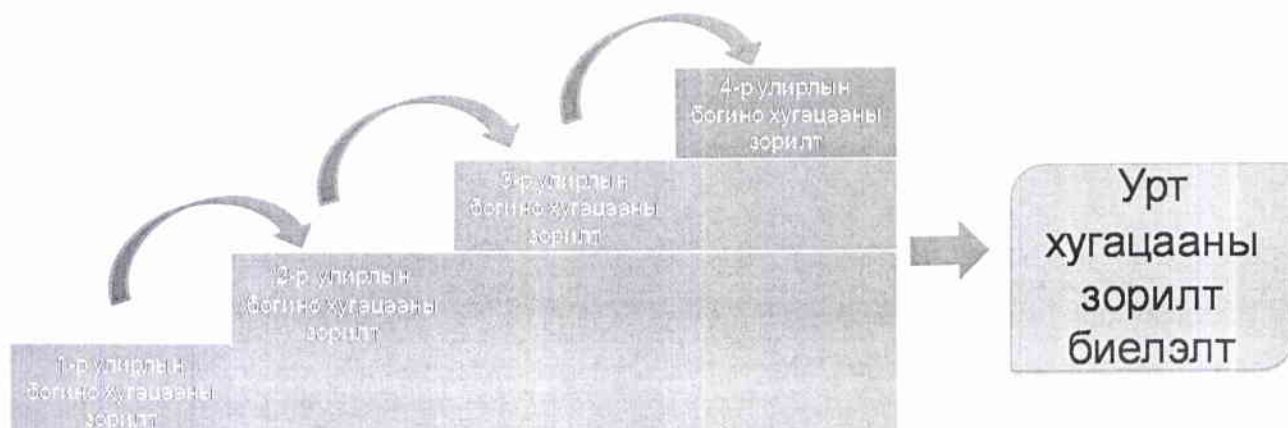 4-р улирлын
богино хугацааны
зорилт
3-р улирлын
богино хугацааны
зорилт
2-р улирлын
богино хугацааны
зорилт
1-р улирлын
богино хугацааны
зорилт
Урт
хугацааны
зорилт
биелэлт